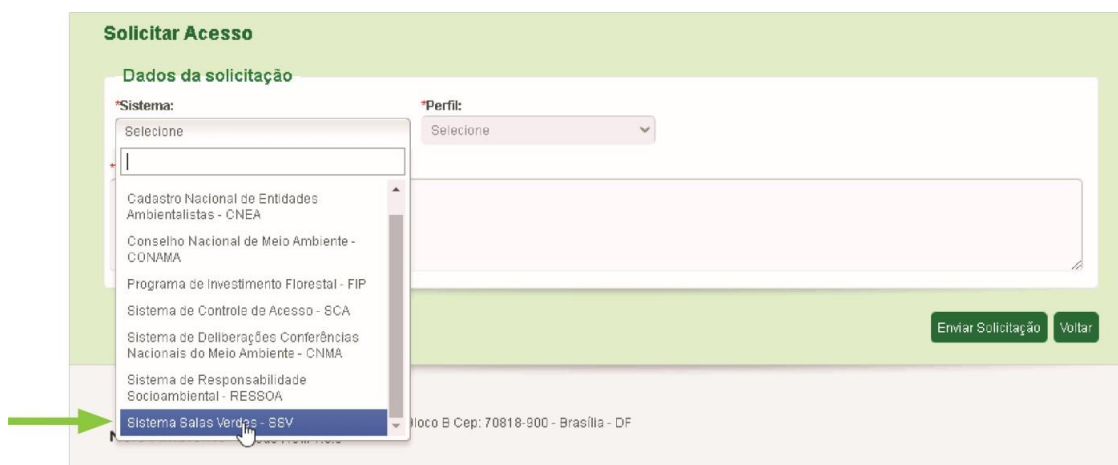 Solicitar Acesso
Dados da solicitação
*Sistema:
*Perfil:
Selecione
Selecione
*
Cadastro Nacional de Entidades
Ambientalistas - CNEA
Conselho Nacional de Meio Ambiente -
CONAMA
Programa de Investimento Florestal - FIP
Sistema de Controle de Acesso - SCA
Sistema de Deliberações Conferências
Nacionais do Meio Ambiente - CNMA
Sistema de Responsabilidade
Socioambiental - RESSOA
Sistema Salas Verdes - SSV
Enviar Solicitação
Voltar
Bloco B Cep: 70818-900 - Brasília - DF